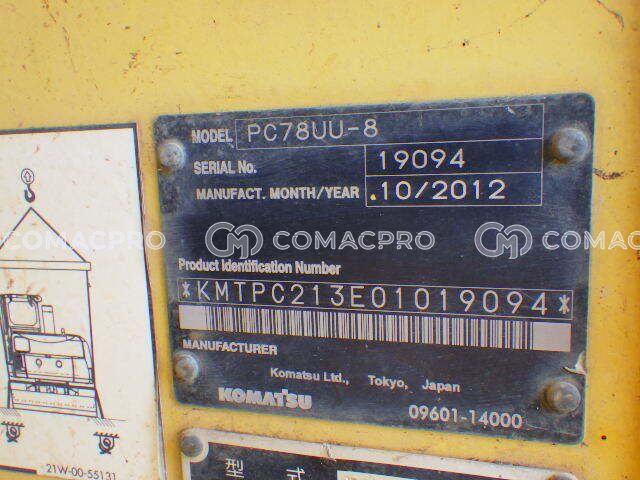 MODEL PC78UU-8
SERIAL No. 19094
MANUFACT. MONTH/YEAR .10/2012
COMACPRO COMACPRO COMACPRO
Product Identification Number
*KMTPC213E01019094*
MANUFACTURER
Komatsu Ltd., Tokyo, Japan
KOMATSU 09601-14000
21W-00-55131
型 式